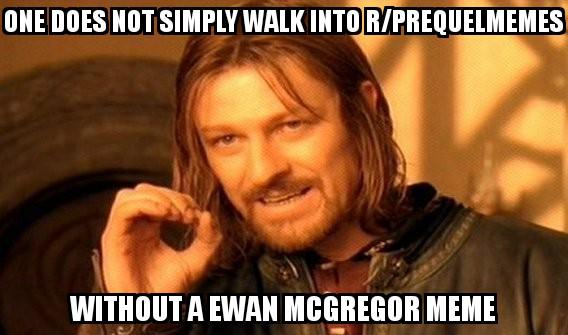 ONE DOES NOT SIMPLY WALK INTO R/PREQUELMEMES
WITHOUT A EWAN MCGREGOR MEME